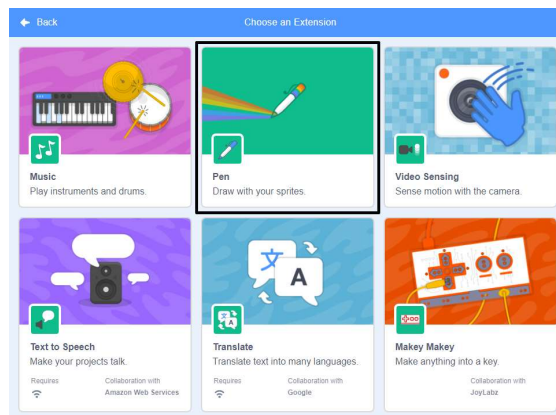 Back
Choose an Extension
Music
Play instruments and drums.
Pen
Draw with your sprites.
Video Sensing
Sense motion with the camera.
文
A
Text to Speech
Make your projects talk.
Requires
Collaboration with
Amazon Web Services
Translate
Translate text into many languages.
Requires
Collaboration with
Google
Makey Makey
Make anything into a key.
Collaboration with
JoyLabz